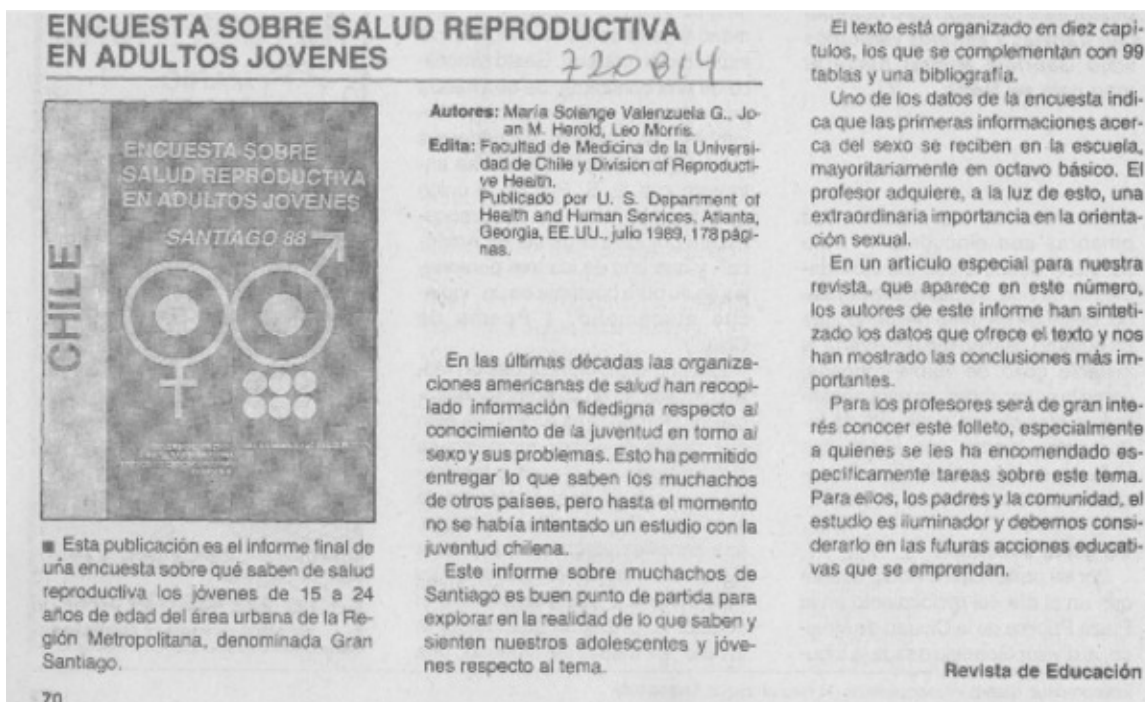 ENCUESTA SOBRE SALUD REPRODUCTIVA
EN ADULTOS JOVENES
720814
CHILE
ENCUESTA SOBRE
SALUD REPRODUCTIVA
EN ADULTOS JOVENES
SANTIAGO 88
■ Esta publicación es el informe final de
una encuesta sobre qué saben de salud
reproductiva los jóvenes de 15 a 24
años de edad del área urbana de la Re-
gión Metropolitana, denominada Gran
Santiago.
70
Autores: María Solange Valenzuela G., Jo-
an M. Herold, Leo Morris.
Edita: Facultad de Medicina de la Universi-
dad de Chile y Division of Reproducti-
ve Health.
Publicado por U. S. Department of
Health and Human Services, Atlanta,
Georgia, EE.UU., julio 1989, 178 pági-
nas.
En las últimas décadas las organiza-
ciones americanas de salud han recopi-
lado información fidedigna respecto al
conocimiento de la juventud en torno al
sexo y sus problemas. Esto ha permitido
entregar lo que saben los muchachos
de otros países, pero hasta el momento
no se había intentado un estudio con la
juventud chilena.
Este informe sobre muchachos de
Santiago es buen punto de partida para
explorar en la realidad de lo que saben y
sienten nuestros adolescentes y jóve-
nes respecto al tema.
El texto está organizado en diez capí-
tulos, los que se complementan con 99
tablas y una bibliografía.
Uno de los datos de la encuesta indi-
ca que las primeras informaciones acer-
ca del sexo se reciben en la escuela,
mayoritariamente en octavo básico. El
profesor adquiere, a la luz de esto, una
extraordinaria importancia en la orienta-
ción sexual.
En un artículo especial para nuestra
revista, que aparece en este número,
los autores de este informe han sinteti-
zado los datos que ofrece el texto y nos
han mostrado las conclusiones más im-
portantes.
Para los profesores será de gran inte-
rés conocer este folleto, especialmente
a quienes se les ha encomendado es-
pecíficamente tareas sobre este tema.
Para ellos, los padres y la comunidad, el
estudio es iluminador y debemos consi-
derarlo en las futuras acciones educati-
vas que se emprendan.
Revista de Educación